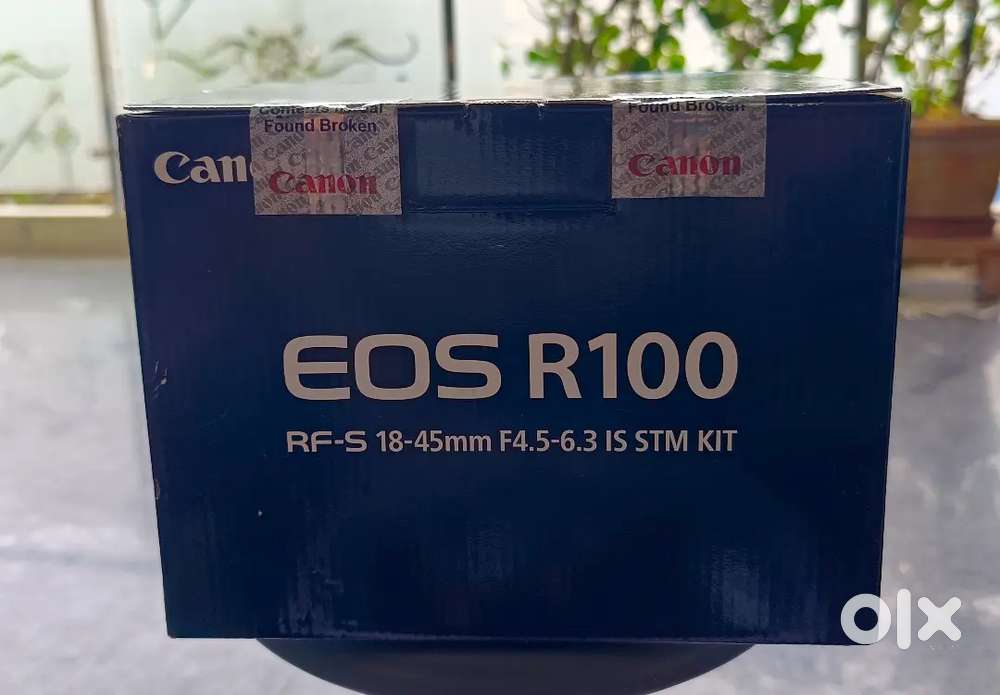 Found Broken
Canon
Found Broken
Canon
Can
EOS R100
RF-S 18-45mm F4.5-6.3 IS STM KIT
olx